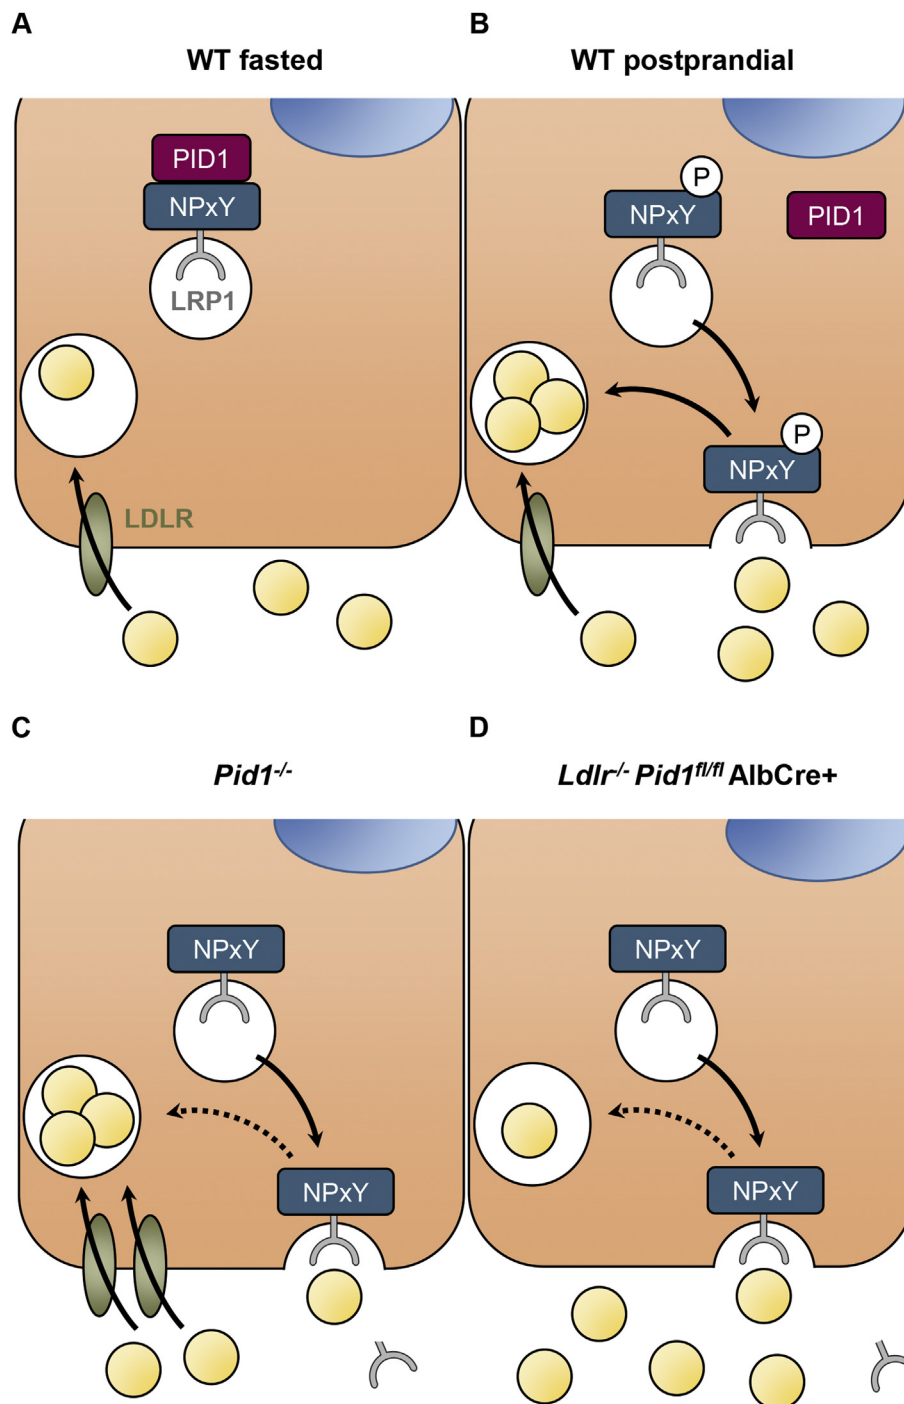 A
WT fasted
PID1
NPxY
LRP1
LDLR
B
WT postprandial
P
NPxY
PID1
P
NPxY
C
Pid1-/-
NPxY
NPxY
D
Ldlr-/- Pid1fl/fl AlbCre+
NPxY
NPxY